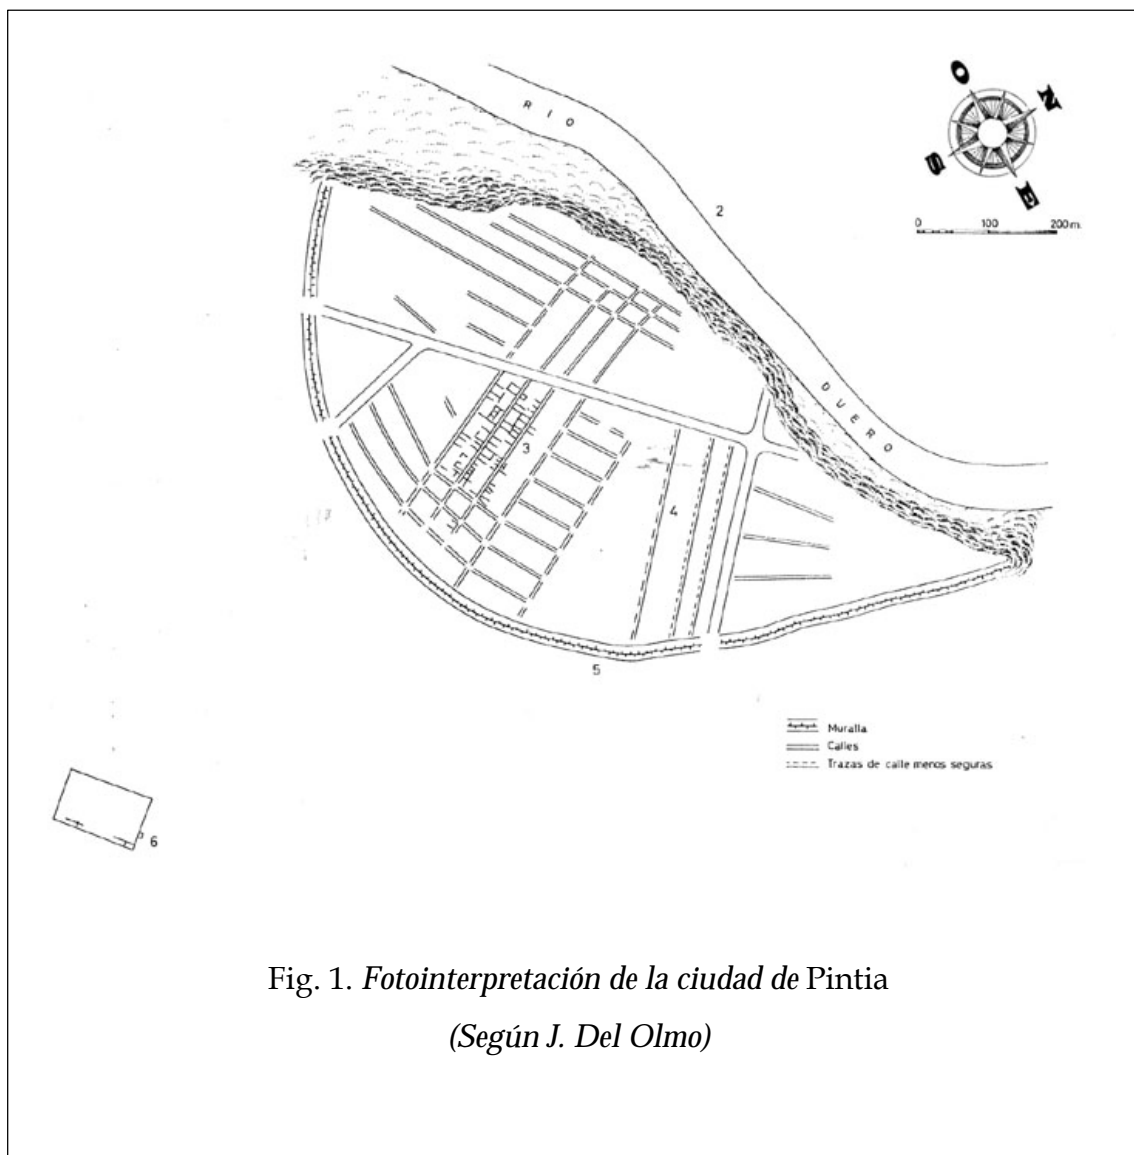 O
N
S
E
0 100 200 m.
RIO
2
DUERO
3
4
5
Muralla
Calles
Trazas de calle menos seguras
6
Fig. 1. Fotointerpretación de la ciudad de Pintia
(Según J. Del Olmo)